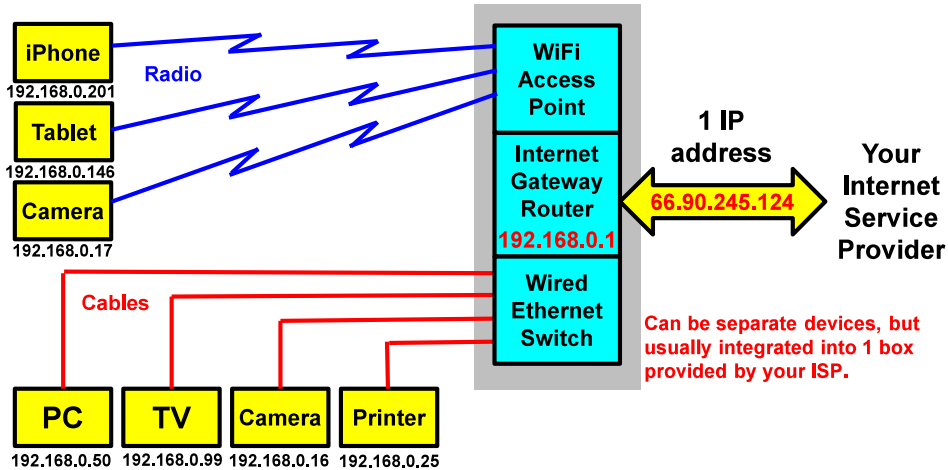 iPhone
192.168.0.201
Radio
Tablet
192.168.0.146
Camera
192.168.0.17
WiFi
Access
Point
Internet
Gateway
Router
192.168.0.1
Wired
Ethernet
Switch
1 IP
address
66.90.245.124
Your
Internet
Service
Provider
Cables
Can be separate devices, but
usually integrated into 1 box
provided by your ISP.
PC
192.168.0.50
TV
192.168.0.99
Camera
192.168.0.16
Printer
192.168.0.25